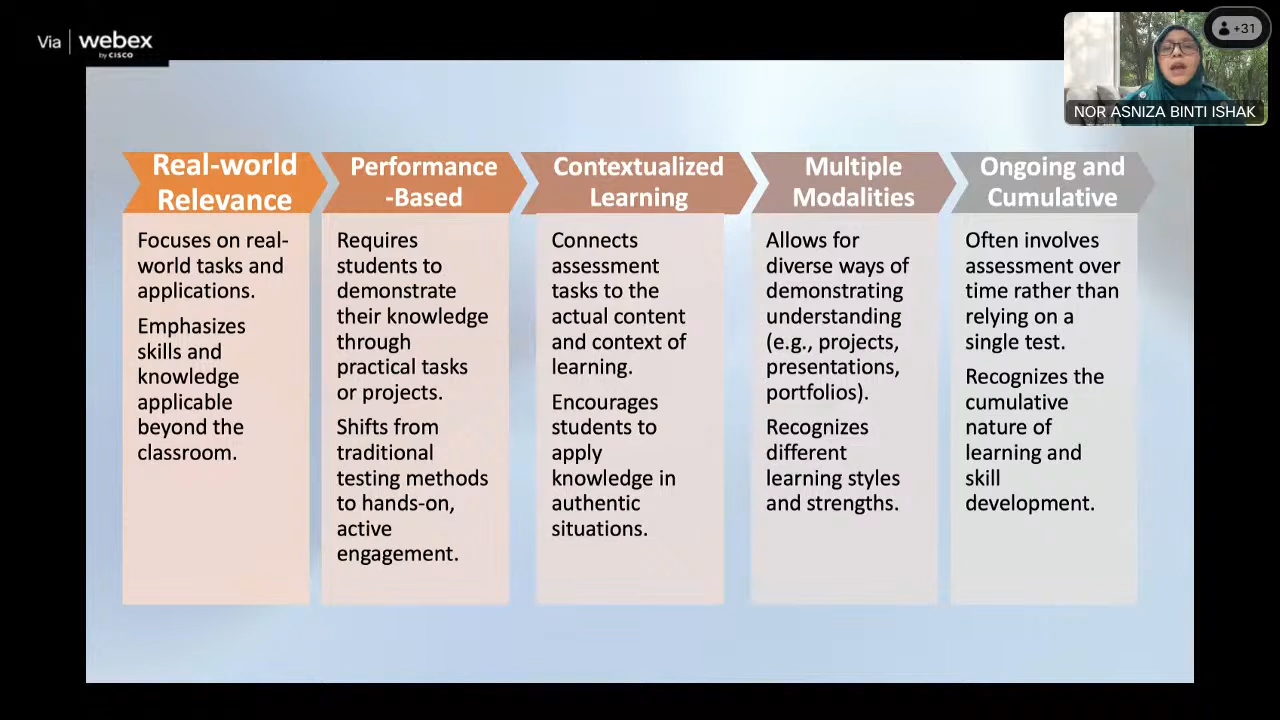 Via | webex
by CISCO
+31
NOR ASNIZA BINTI ISHAK
Real-world
Relevance
Focuses on real-
world tasks and
applications.
Emphasizes
skills and
knowledge
applicable
beyond the
classroom.
Performance
-Based
Requires
students to
demonstrate
their knowledge
through
practical tasks
or projects.
Shifts from
traditional
testing methods
to hands-on,
active
engagement.
Contextualized
Learning
Connects
assessment
tasks to the
actual content
and context of
learning.
Encourages
students to
apply
knowledge in
authentic
situations.
Multiple
Modalities
Allows for
diverse ways of
demonstrating
understanding
(e.g., projects,
presentations,
portfolios).
Recognizes
different
learning styles
and strengths.
Ongoing and
Cumulative
Often involves
assessment over
time rather than
relying on a
single test.
Recognizes the
cumulative
nature of
learning and
skill
development.